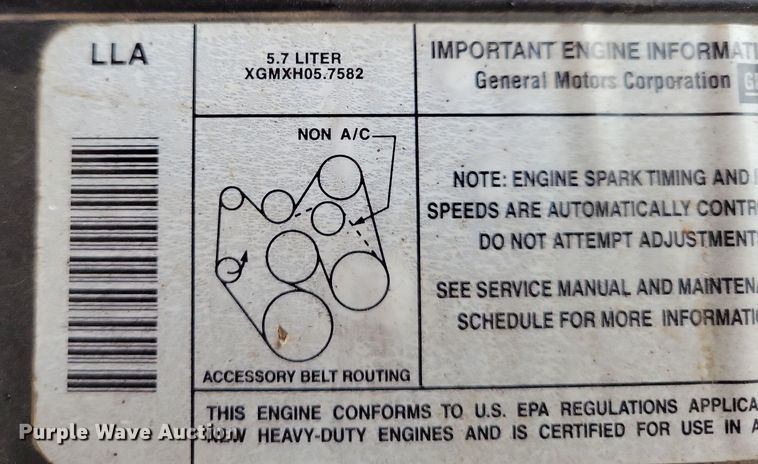 LLA
5.7 LITER
XGMXH05.7582
IMPORTANT ENGINE INFORMATI
General Motors Corporation
NON A/C
ACCESSORY BELT ROUTING
NOTE: ENGINE SPARK TIMING AND
SPEEDS ARE AUTOMATICALLY CONTR
DO NOT ATTEMPT ADJUSTMENT
SEE SERVICE MANUAL AND MAINTEN
SCHEDULE FOR MORE INFORMATI
THIS ENGINE CONFORMS TO U.S. EPA REGULATIONS APPLICA
HEAVY-DUTY ENGINES AND IS CERTIFIED FOR USE IN
Purple Wave Auction